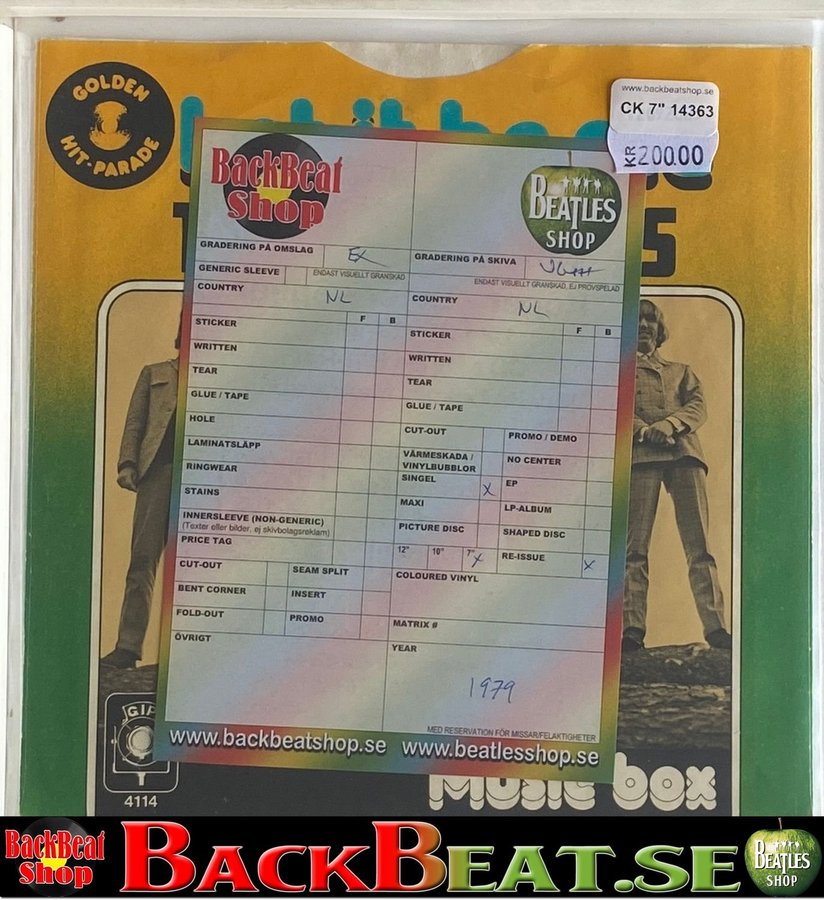 GOLDEN
HIT-PARADE
www.backbeatshop.se
CK 7" 14363
KR200.00
BackBeat
Shop
BEATLES
SHOP
GRADERING PÅ OMSLAG EX
GENERIC SLEEVE
ENDAST VISUELLT GRANSKAD
COUNTRY NL
F B
STICKER
WRITTEN
TEAR
GLUE / TAPE
HOLE
LAMINATSLÄPP
RINGWEAR
STAINS
INNERSLEEVE (NON-GENERIC)
(Texter eller bilder, ej skivbolagsreklam)
PRICE TAG
CUT-OUT
SEAM SPLIT
BENT CORNER
INSERT
FOLD-OUT
PROMO
ÖVRIGT
GRADERING PÅ SKIVA
ENDAST VISUELLT GRANSKAD, EJ PROVSPELAD
COUNTRY NL
F B
STICKER
WRITTEN
TEAR
GLUE / TAPE
CUT-OUT
PROMO / DEMO
VÄRMESKADA /
VINYLBUBBLOR
NO CENTER
SINGEL X
EP
MAXI
LP-ALBUM
PICTURE DISC
SHAPED DISC
12" 10" 7" X
RE-ISSUE X
COLOURED VINYL
MATRIX #
YEAR
1979
MED RESERVATION FÖR MISSAR/FELAKTIGHETER
www.backbeatshop.se www.beatlesshop.se
4114
Music box
BackBeat
Shop
BACKBEAT.SE
BEATLES
SHOP